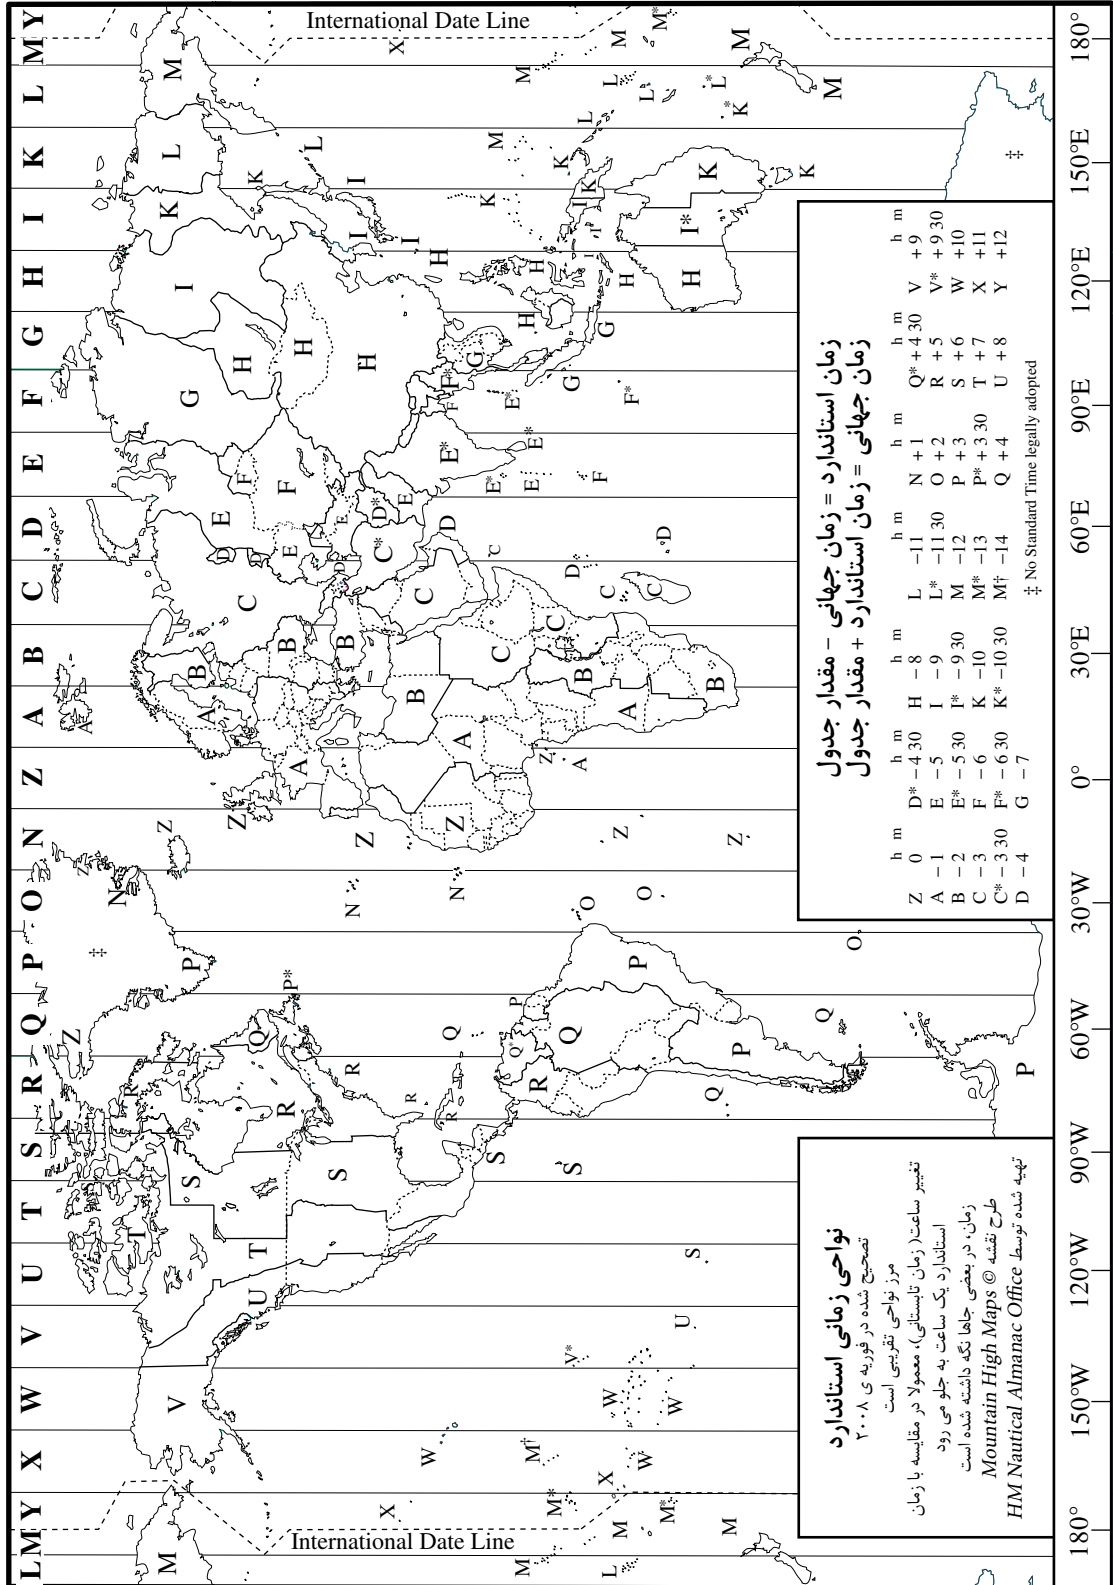 L M Y X W V U T S R Q P O N Z A B C D E F G H I K L M Y
Z Z A
‡ N
T R
M V S P Z B A G K L M
Z E I
T U Q R P* A B C D F H K L
International Date Line
International Date Line
S R N Z B C* D* H I
X W R Q N Z A B C D E G H K M X
M* M† V* S Q* R Q O Z A C E* F* G H K L M
M L X W S P O Z B C F F* G H I K L M
M* W U Q P Z A B C D H I* K L* M*
M Q O P K M ‡
نواحی زمانی استاندارد
تصحیح شده در فوریه ی ۲۰۰۸
مرز نواحی تقریبی است
تغییر ساعت( زمان تابستانی)، معمولا در مقایسه با زمان
استاندارد یک ساعت به جلو می رود
زمان، در بعضی جاها نگه داشته شده است
طرح نقشه © Mountain High Maps
تهیه شده توسط HM Nautical Almanac Office
زمان استاندارد = زمان جهانی − مقدار جدول
زمان جهانی = زمان استاندارد + مقدار جدول
h m h m h m h m h m h m h m
Z 0 D* − 4 30 H − 8 L −11 N + 1 Q* + 4 30 V + 9
A − 1 E − 5 I − 9 L* −11 30 O + 2 R + 5 V* + 9 30
B − 2 E* − 5 30 I* − 9 30 M −12 P + 3 S + 6 W +10
C − 3 F − 6 K −10 M* −13 P* + 3 30 T + 7 X +11
C* − 3 30 F* − 6 30 K* −10 30 M† −14 Q + 4 U + 8 Y +12
D − 4 G − 7
‡ No Standard Time legally adopted
180° 150°W 120°W 90°W 60°W 30°W 0° 30°E 60°E 90°E 120°E 150°E 180°